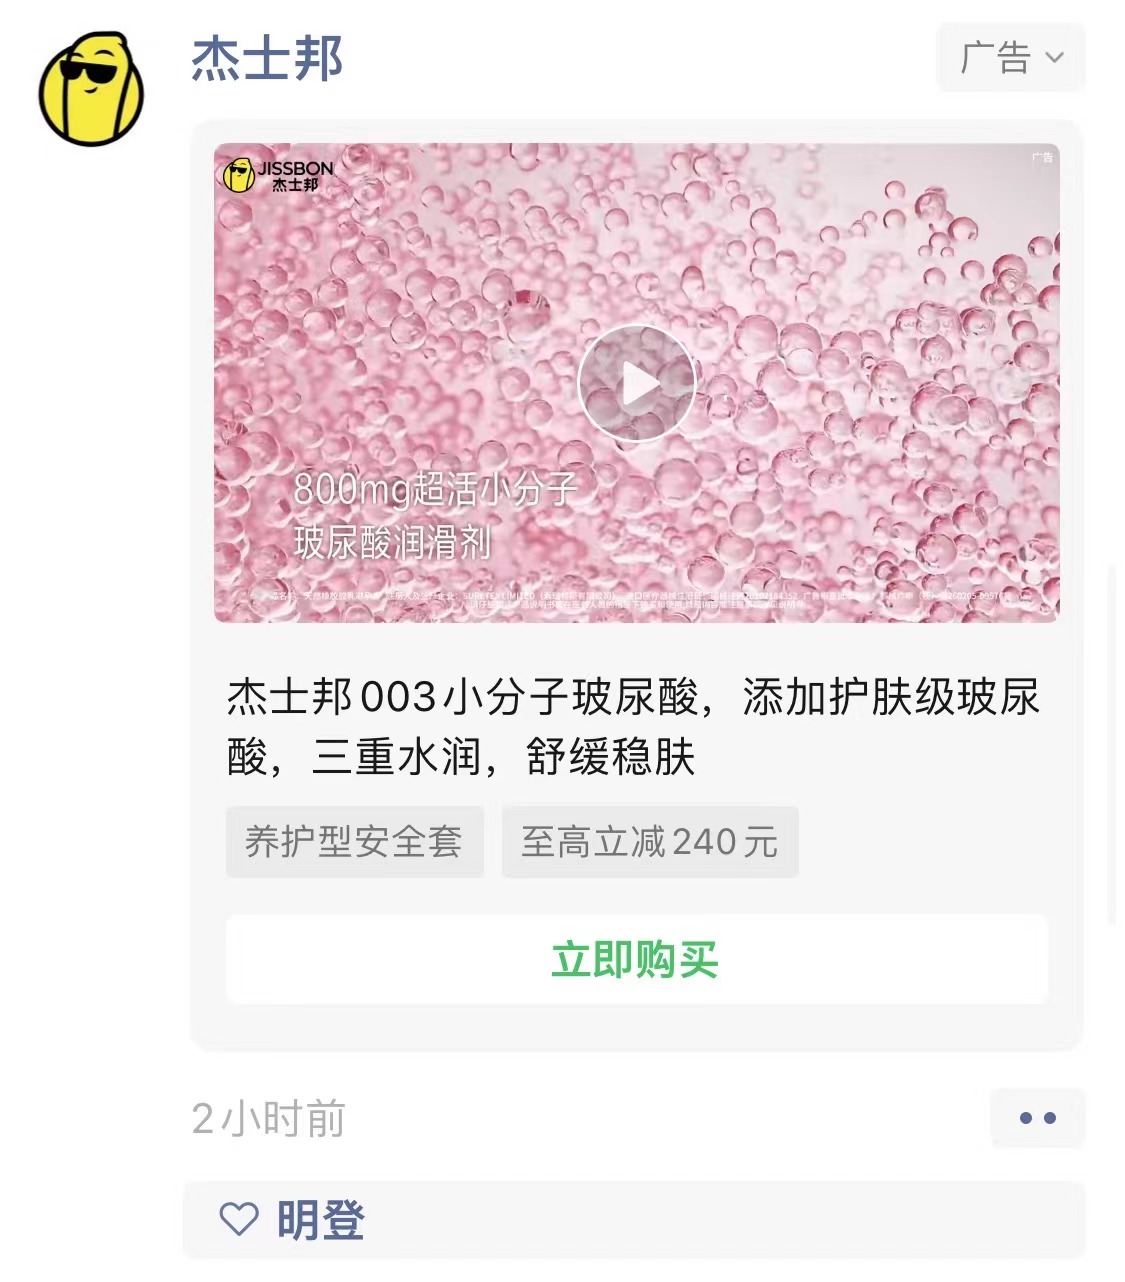 杰士邦
广告
JISSBON
杰士邦
广告
800mg超活小分子
玻尿酸润滑剂
杰士邦003小分子玻尿酸，添加护肤级玻尿
酸，三重水润，舒缓稳肤
养护型安全套
至高立减240元
立即购买
2小时前
明登